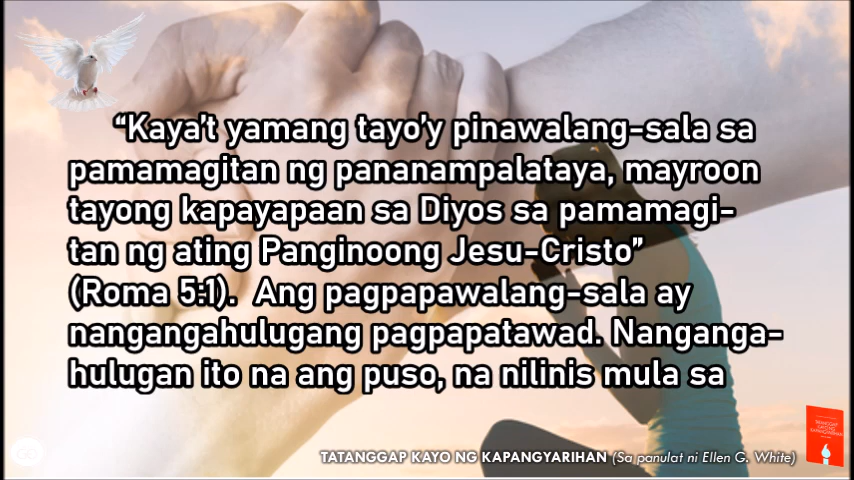 “Kaya’t yamang tayo’y pinawalang-sala sa
pamamagitan ng pananampalataya, mayroon
tayong kapayapaan sa Diyos sa pamamagi-
tan ng ating Panginoong Jesu-Cristo”
(Roma 5:1).  Ang pagpapawalang-sala ay
nangangahulugang pagpapatawad. Nanganga-
hulugan ito na ang puso, na nilinis mula sa
TATANGGAP KAYO NG KAPANGYARIHAN (Sa panulat ni Ellen G. White)